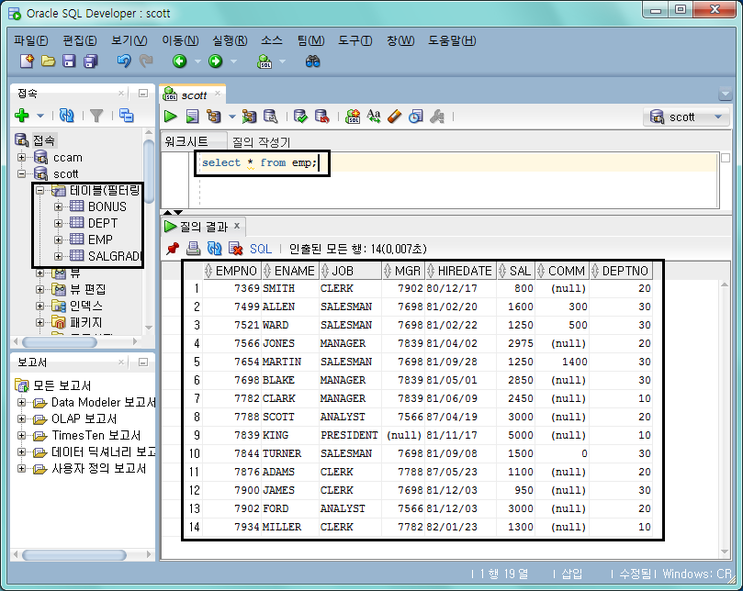 Oracle SQL Developer : scott
파일(F) 편집(E) 보기(V) 이동(N) 실행(R) 소스 팀(M) 도구(T) 창(W) 도움말(H)
접속
접속
ccam
scott
테이블(필터링
BONUS
DEPT
EMP
SALGRAD
뷰
뷰 편집
인덱스
패키지
보고서
모든 보고서
Data Modeler 보고서
OLAP 보고서
TimesTen 보고서
데이터 딕셔너리 보고
사용자 정의 보고서
scott
scott
워크시트 질의 작성기
select * from emp;
질의 결과
SQL | 인출된 모든 행: 14(0,007초)
EMPNO ENAME JOB MGR HIREDATE SAL COMM DEPTNO
1 7369 SMITH CLERK 7902 80/12/17 800 (null) 20
2 7499 ALLEN SALESMAN 7698 81/02/20 1600 300 30
3 7521 WARD SALESMAN 7698 81/02/22 1250 500 30
4 7566 JONES MANAGER 7839 81/04/02 2975 (null) 20
5 7654 MARTIN SALESMAN 7698 81/09/28 1250 1400 30
6 7698 BLAKE MANAGER 7839 81/05/01 2850 (null) 30
7 7782 CLARK MANAGER 7839 81/06/09 2450 (null) 10
8 7788 SCOTT ANALYST 7566 87/04/19 3000 (null) 20
9 7839 KING PRESIDENT (null) 81/11/17 5000 (null) 10
10 7844 TURNER SALESMAN 7698 81/09/08 1500 0 30
11 7876 ADAMS CLERK 7788 87/05/23 1100 (null) 20
12 7900 JAMES CLERK 7698 81/12/03 950 (null) 30
13 7902 FORD ANALYST 7566 81/12/03 3000 (null) 20
14 7934 MILLER CLERK 7782 82/01/23 1300 (null) 10
1 행 19 열 | 삽입 | 수정됨 | Windows: CR